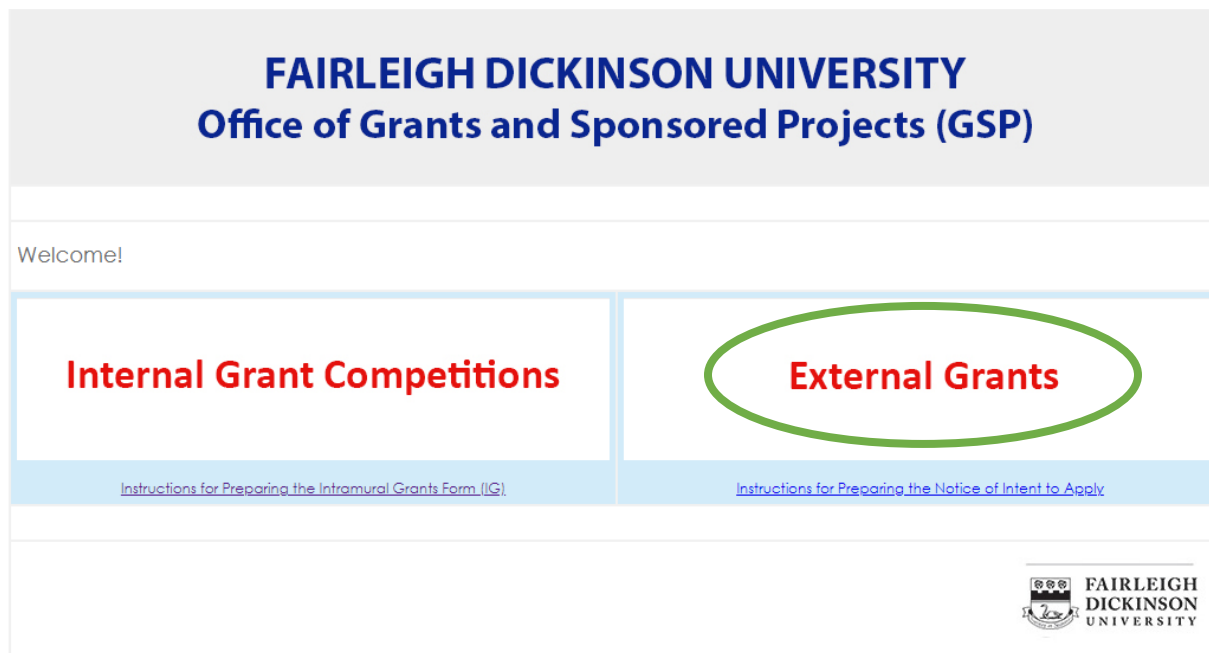 FAIRLEIGH DICKINSON UNIVERSITY
Office of Grants and Sponsored Projects (GSP)
Welcome!
Internal Grant Competitions
External Grants
Instructions for Preparing the Intramural Grants Form (IG)
Instructions for Preparing the Notice of Intent to Apply
FAIRLEIGH
DICKINSON
UNIVERSITY